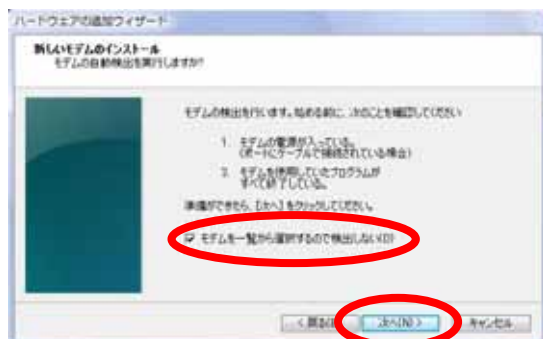 ハードウェアの追加ウィザード
新しいモデムのインストール
モデムの自動検出を実行しますか?
モデムの検出を行います。始める前に、次のことを確認してください
1. モデムの電源が入っている。
(ポートにケーブルで接続されている場合)
2. モデムを使用していたプログラムが
すべて終了している。
準備ができたら、[次へ] をクリックしてください。
モデムを一覧から選択するので検出しない(D)
< 戻る(B)
次へ(N) >
キャンセル